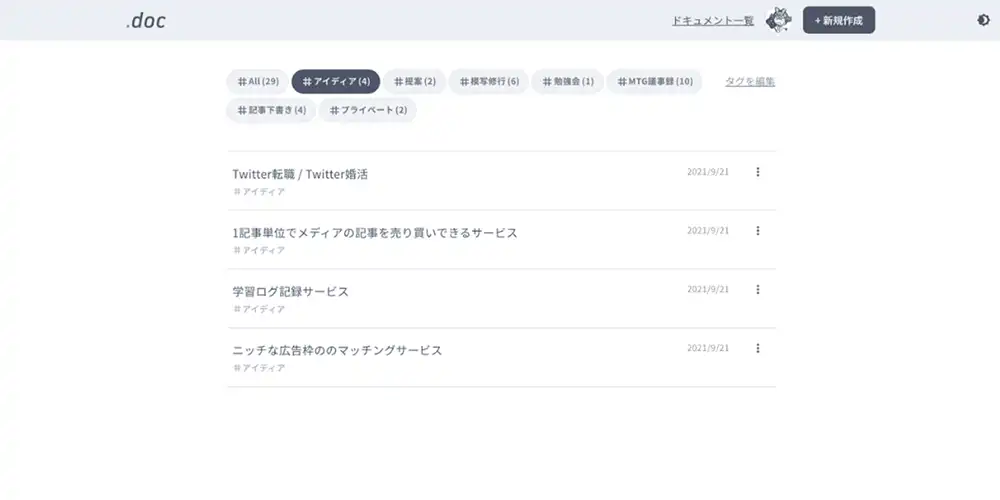 .doc
ドキュメント一覧
+ 新規作成
#All (29) #アイディア (4) #提案 (2) #模写修行 (6) #勉強会 (1) #MTG議事録 (10) タグを編集
#記事下書き (4) #プライベート (2)
Twitter転職 / Twitter婚活 2021/9/21
#アイディア
1記事単位でメディアの記事を売り買いできるサービス 2021/9/21
#アイディア
学習ログ記録サービス 2021/9/21
#アイディア
ニッチな広告枠ののマッチングサービス 2021/9/21
#アイディア